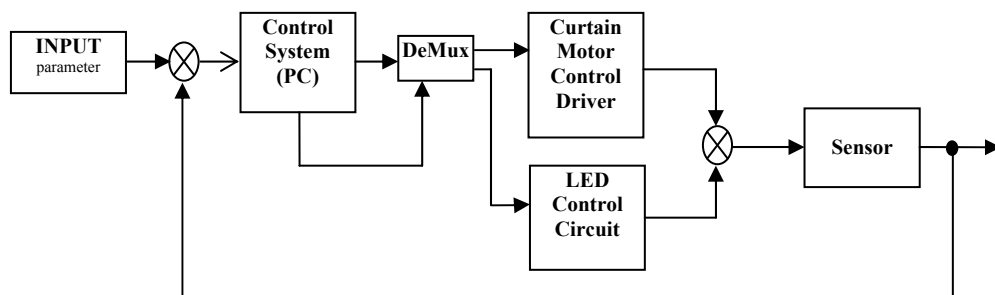 INPUT
parameter
Control
System
(PC)
DeMux
Curtain
Motor
Control
Driver
LED
Control
Circuit
Sensor